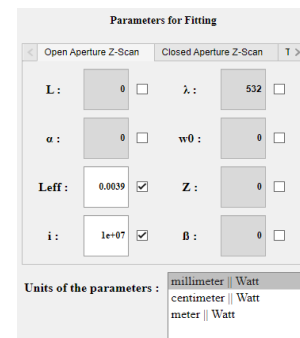 Parameters for Fitting
< Open Aperture Z-Scan Closed Aperture Z-Scan T >
L : 0 λ : 532
α : 0 w0 : 0
Leff : 0.0039 Z : 0
i : 1e+07 ß : 0
Units of the parameters :
millimeter || Watt
centimeter || Watt
meter || Watt